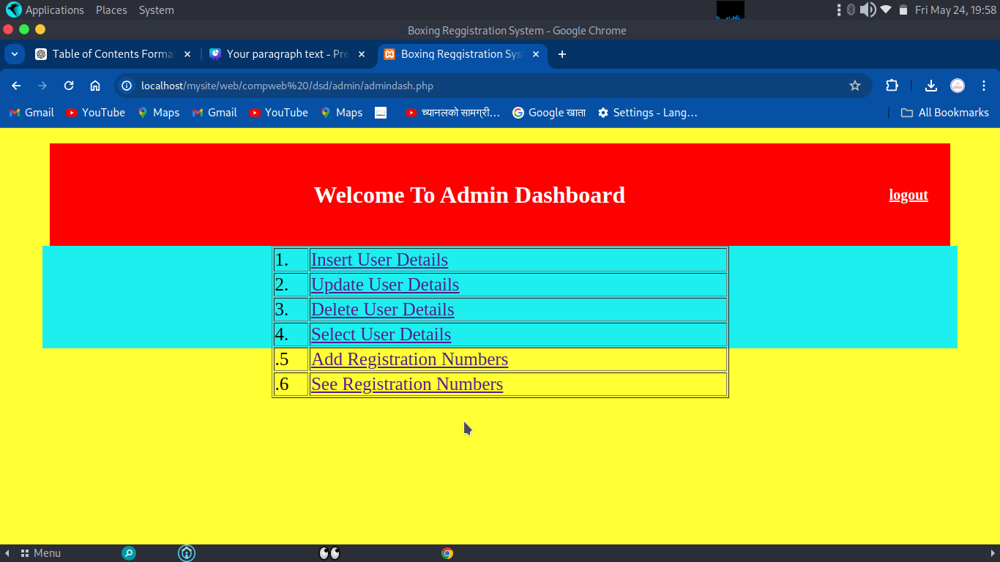 Applications Places System Fri May 24, 19:58
Boxing Reggistration System - Google Chrome
Table of Contents Forma Your paragraph text - Pre Boxing Reggistration Sys
localhost/mysite/web/compweb%20/dsd/admin/admindash.php
Gmail YouTube Maps Gmail YouTube Maps च्यानलको सामग्री... Google खाता Settings - Lang... All Bookmarks
Welcome To Admin Dashboard logout
1. Insert User Details
2. Update User Details
3. Delete User Details
4. Select User Details
.5 Add Registration Numbers
.6 See Registration Numbers
Menu